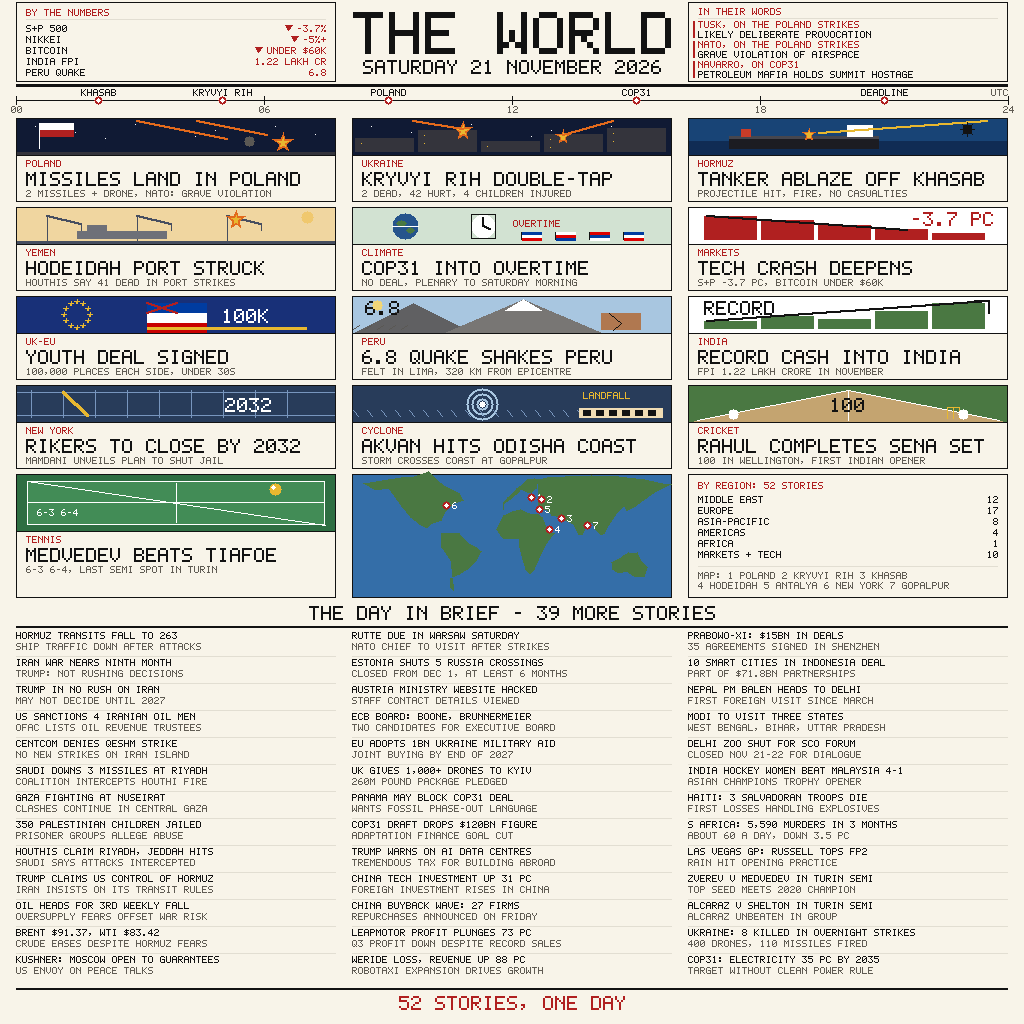 BY THE NUMBERS
S+P 500 ▼ -3.7%
NIKKEI ▼ -5%+
BITCOIN ▼ UNDER $60K
INDIA FPI 1.22 LAKH CR
PERU QUAKE 6.8
THE WORLD
SATURDAY 21 NOVEMBER 2026
IN THEIR WORDS
TUSK, ON THE POLAND STRIKES
LIKELY DELIBERATE PROVOCATION
NATO, ON THE POLAND STRIKES
GRAVE VIOLATION OF AIRSPACE
NAVARRO, ON COP31
PETROLEUM MAFIA HOLDS SUMMIT HOSTAGE
KHASAB KRYVYI RIH POLAND COP31 DEADLINE UTC
00 06 12 18 24
POLAND
MISSILES LAND IN POLAND
2 MISSILES + DRONE, NATO: GRAVE VIOLATION
UKRAINE
KRYVYI RIH DOUBLE-TAP
2 DEAD, 42 HURT, 4 CHILDREN INJURED
HORMUZ
TANKER ABLAZE OFF KHASAB
PROJECTILE HIT, FIRE, NO CASUALTIES
YEMEN
HODEIDAH PORT STRUCK
HOUTHIS SAY 41 DEAD IN PORT STRIKES
OVERTIME
CLIMATE
COP31 INTO OVERTIME
NO DEAL, PLENARY TO SATURDAY MORNING
-3.7 PC
MARKETS
TECH CRASH DEEPENS
S+P -3.7 PC, BITCOIN UNDER $60K
100K
UK-EU
YOUTH DEAL SIGNED
100,000 PLACES EACH SIDE, UNDER 30S
6.8
PERU
6.8 QUAKE SHAKES PERU
FELT IN LIMA, 320 KM FROM EPICENTRE
RECORD
INDIA
RECORD CASH INTO INDIA
FPI 1.22 LAKH CRORE IN NOVEMBER
2032
NEW YORK
RIKERS TO CLOSE BY 2032
MAMDANI UNVEILS PLAN TO SHUT JAIL
LANDFALL
CYCLONE
AKVAN HITS ODISHA COAST
STORM CROSSES COAST AT GOPALPUR
100
CRICKET
RAHUL COMPLETES SENA SET
100 IN WELLINGTON, FIRST INDIAN OPENER
6-3 6-4
TENNIS
MEDVEDEV BEATS TIAFOE
6-3 6-4, LAST SEMI SPOT IN TURIN
2
6
5
3
7
4
BY REGION: 52 STORIES
MIDDLE EAST 12
EUROPE 17
ASIA-PACIFIC 8
AMERICAS 4
AFRICA 1
MARKETS + TECH 10
MAP: 1 POLAND 2 KRYVYI RIH 3 KHASAB
4 HODEIDAH 5 ANTALYA 6 NEW YORK 7 GOPALPUR
THE DAY IN BRIEF - 39 MORE STORIES
HORMUZ TRANSITS FALL TO 263
SHIP TRAFFIC DOWN AFTER ATTACKS
IRAN WAR NEARS NINTH MONTH
TRUMP: NOT RUSHING DECISIONS
TRUMP IN NO RUSH ON IRAN
MAY NOT DECIDE UNTIL 2027
US SANCTIONS 4 IRANIAN OIL MEN
OFAC LISTS OIL REVENUE TRUSTEES
CENTCOM DENIES QESHM STRIKE
NO NEW STRIKES ON IRAN ISLAND
SAUDI DOWNS 3 MISSILES AT RIYADH
COALITION INTERCEPTS HOUTHI FIRE
GAZA FIGHTING AT NUSEIRAT
CLASHES CONTINUE IN CENTRAL GAZA
350 PALESTINIAN CHILDREN JAILED
PRISONER GROUPS ALLEGE ABUSE
HOUTHIS CLAIM RIYADH, JEDDAH HITS
SAUDI SAYS ATTACKS INTERCEPTED
TRUMP CLAIMS US CONTROL OF HORMUZ
IRAN INSISTS ON ITS TRANSIT RULES
OIL HEADS FOR 3RD WEEKLY FALL
OVERSUPPLY FEARS OFFSET WAR RISK
BRENT $91.37, WTI $83.42
CRUDE EASES DESPITE HORMUZ FEARS
KUSHNER: MOSCOW OPEN TO GUARANTEES
US ENVOY ON PEACE TALKS
RUTTE DUE IN WARSAW SATURDAY
NATO CHIEF TO VISIT AFTER STRIKES
ESTONIA SHUTS 5 RUSSIA CROSSINGS
CLOSED FROM DEC 1, AT LEAST 6 MONTHS
AUSTRIA MINISTRY WEBSITE HACKED
STAFF CONTACT DETAILS VIEWED
ECB BOARD: BOONE, BRUNNERMEIER
TWO CANDIDATES FOR EXECUTIVE BOARD
EU ADOPTS 1BN UKRAINE MILITARY AID
JOINT BUYING BY END OF 2027
UK GIVES 1,000+ DRONES TO KYIV
260M POUND PACKAGE PLEDGED
PANAMA MAY BLOCK COP31 DEAL
WANTS FOSSIL PHASE-OUT LANGUAGE
COP31 DRAFT DROPS $120BN FIGURE
ADAPTATION FINANCE GOAL CUT
TRUMP WARNS ON AI DATA CENTRES
TREMENDOUS TAX FOR BUILDING ABROAD
CHINA TECH INVESTMENT UP 31 PC
FOREIGN INVESTMENT RISES IN CHINA
CHINA BUYBACK WAVE: 27 FIRMS
REPURCHASES ANNOUNCED ON FRIDAY
LEAPMOTOR PROFIT PLUNGES 73 PC
Q3 PROFIT DOWN DESPITE RECORD SALES
WERIDE LOSS, REVENUE UP 88 PC
ROBOTAXI EXPANSION DRIVES GROWTH
PRABOWO-XI: $15BN IN DEALS
35 AGREEMENTS SIGNED IN SHENZHEN
10 SMART CITIES IN INDONESIA DEAL
PART OF $71.8BN PARTNERSHIPS
NEPAL PM BALEN HEADS TO DELHI
FIRST FOREIGN VISIT SINCE MARCH
MODI TO VISIT THREE STATES
WEST BENGAL, BIHAR, UTTAR PRADESH
DELHI ZOO SHUT FOR SCO FORUM
CLOSED NOV 21-22 FOR DIALOGUE
INDIA HOCKEY WOMEN BEAT MALAYSIA 4-1
ASIAN CHAMPIONS TROPHY OPENER
HAITI: 3 SALVADORAN TROOPS DIE
FIRST LOSSES HANDLING EXPLOSIVES
S AFRICA: 5,590 MURDERS IN 3 MONTHS
ABOUT 60 A DAY, DOWN 3.5 PC
LAS VEGAS GP: RUSSELL TOPS FP2
RAIN HIT OPENING PRACTICE
ZVEREV V MEDVEDEV IN TURIN SEMI
TOP SEED MEETS 2020 CHAMPION
ALCARAZ V SHELTON IN TURIN SEMI
ALCARAZ UNBEATEN IN GROUP
UKRAINE: 8 KILLED IN OVERNIGHT STRIKES
400 DRONES, 110 MISSILES FIRED
COP31: ELECTRICITY 35 PC BY 2035
TARGET WITHOUT CLEAN POWER RULE
52 STORIES, ONE DAY